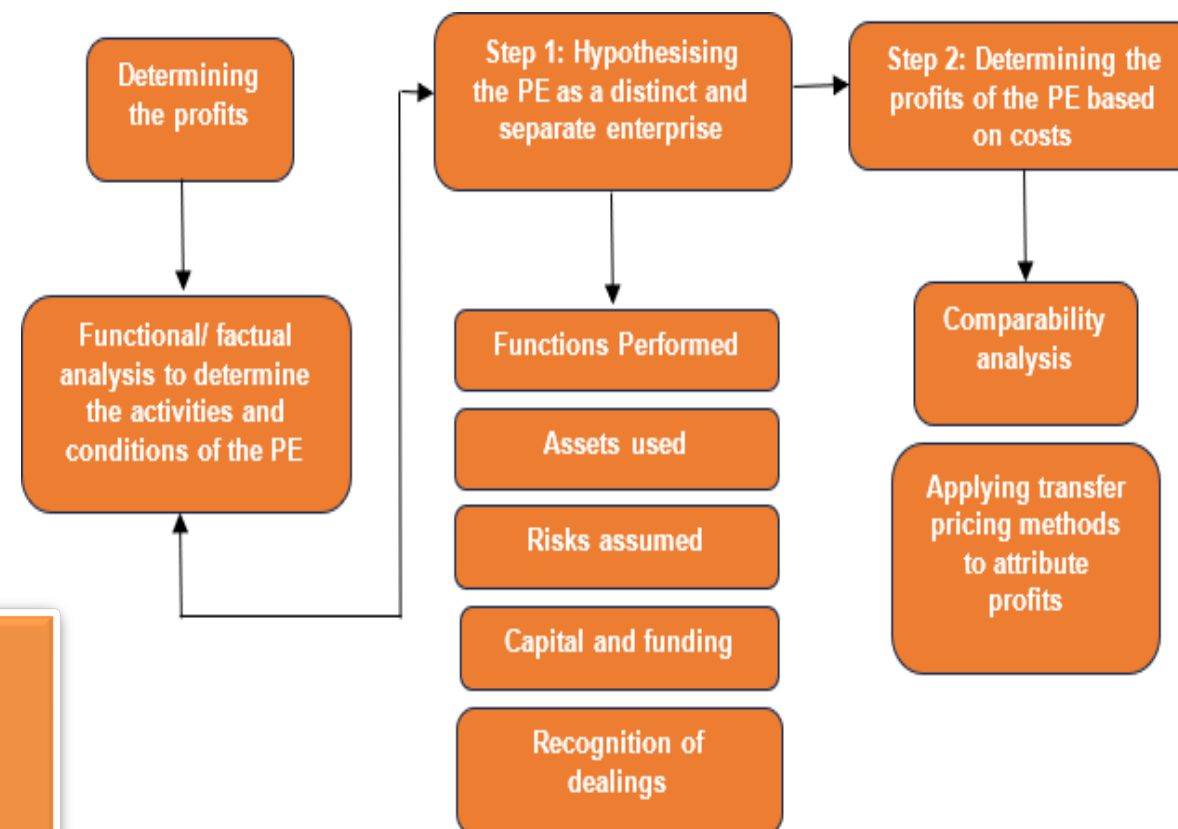 Determining
the profits
Functional/ factual
analysis to determine
the activities and
conditions of the PE
Step 1: Hypothesising
the PE as a distinct and
separate enterprise
Functions Performed
Assets used
Risks assumed
Capital and funding
Recognition of
dealings
Step 2: Determining the
profits of the PE based
on costs
Comparability
analysis
Applying transfer
pricing methods
to attribute
profits